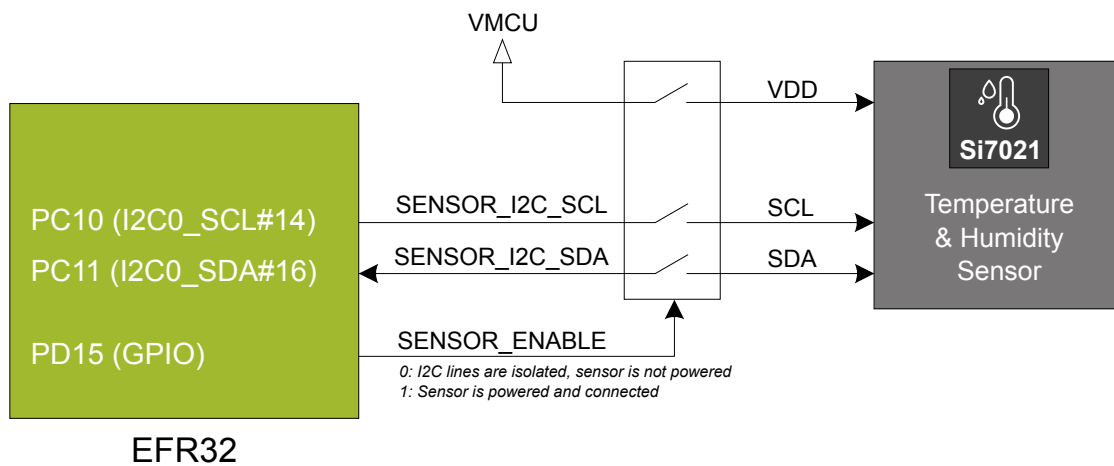 VMCU
VDD
Si7021
PC10 (I2C0_SCL#14)
SENSOR_I2C_SCL
SCL
Temperature
& Humidity
Sensor
PC11 (I2C0_SDA#16)
SENSOR_I2C_SDA
SDA
PD15 (GPIO)
SENSOR_ENABLE
0: I2C lines are isolated, sensor is not powered
1: Sensor is powered and connected
EFR32